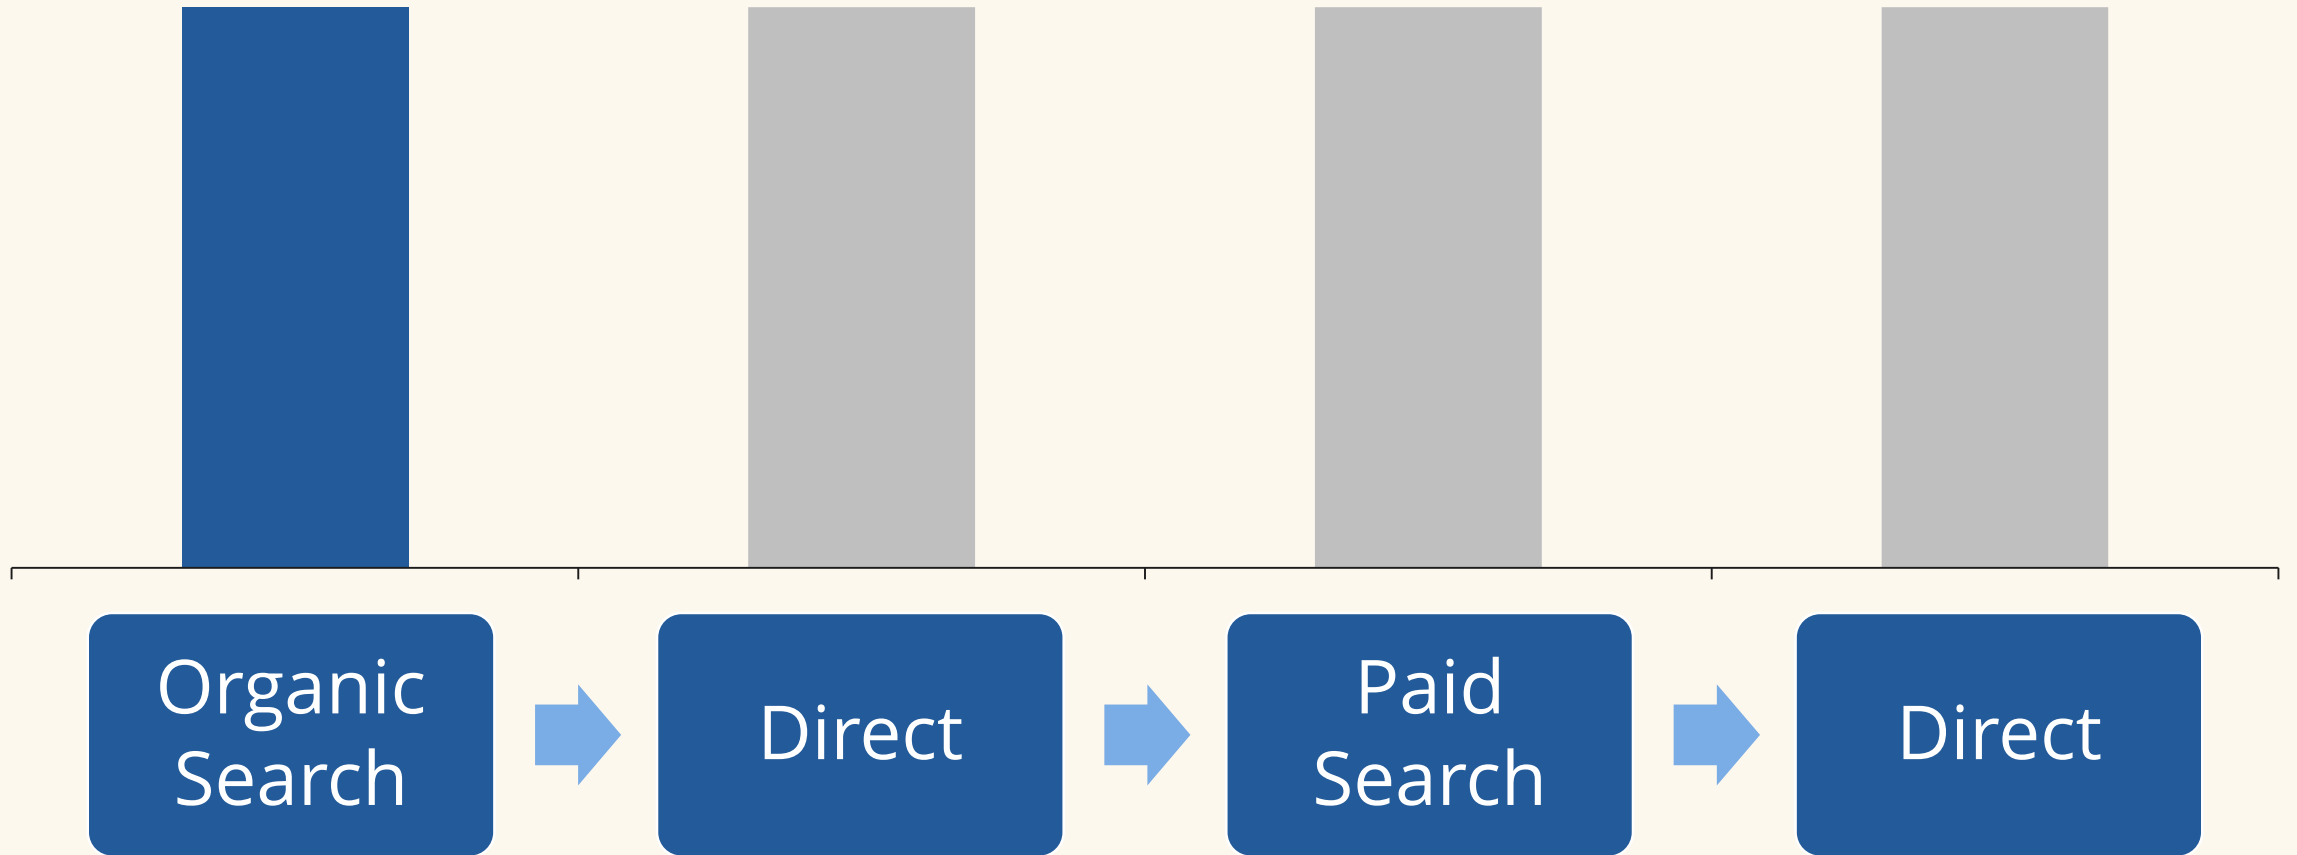 Organic
Search
Direct
Paid
Search
Direct